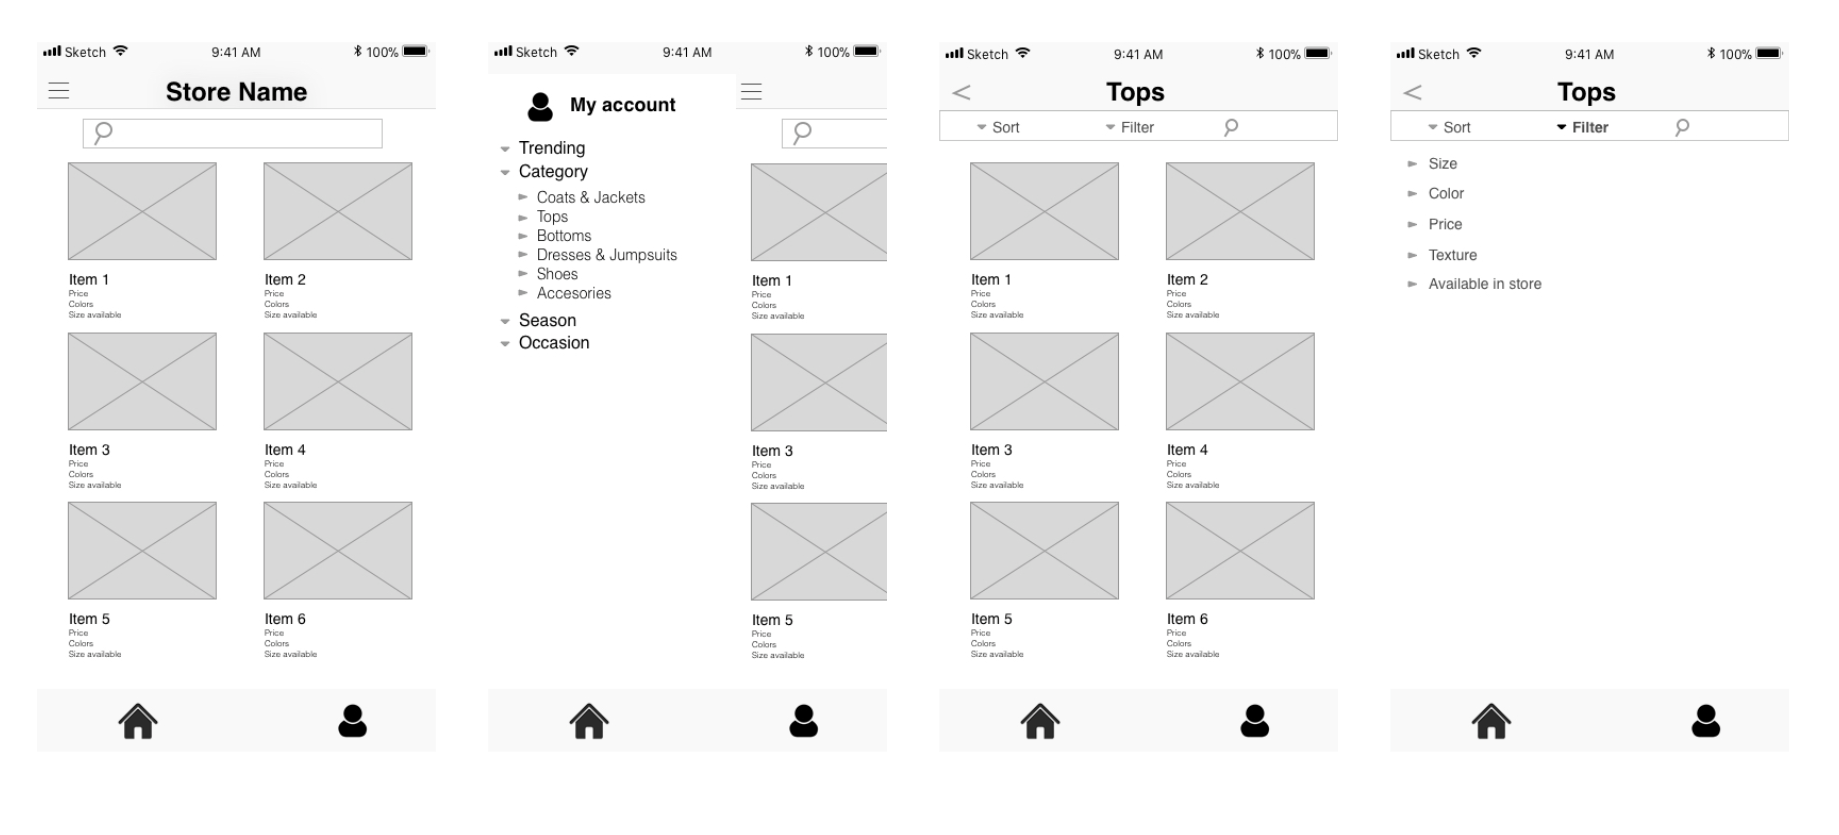 Sketch 9:41 AM 100%
Store Name
Item 1 Item 2
Price Price
Colors Colors
Size available Size available
Item 3 Item 4
Price Price
Colors Colors
Size available Size available
Item 5 Item 6
Price Price
Colors Colors
Size available Size available
Sketch 9:41 AM 100%
My account
Trending
Category
Coats & Jackets
Tops
Bottoms
Dresses & Jumpsuits
Shoes
Accesories
Season
Occasion
Item 1
Price
Colors
Size available
Item 3
Price
Colors
Size available
Item 5
Price
Colors
Size available
Sketch 9:41 AM 100%
< Tops
Sort Filter
Item 1 Item 2
Price Price
Colors Colors
Size available Size available
Item 3 Item 4
Price Price
Colors Colors
Size available Size available
Item 5 Item 6
Price Price
Colors Colors
Size available Size available
Sketch 9:41 AM 100%
< Tops
Sort Filter
Size
Color
Price
Texture
Available in store